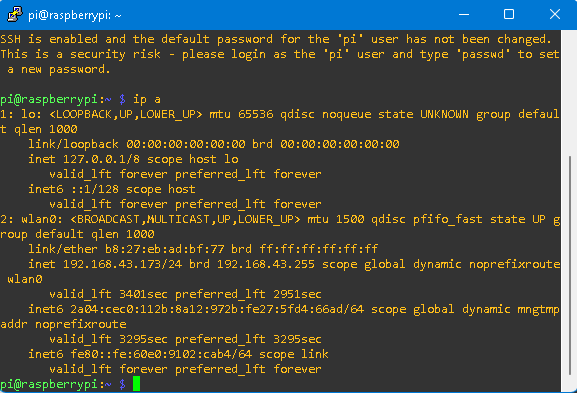 pi@raspberrypi: ~
SSH is enabled and the default password for the 'pi' user has not been changed.
This is a security risk - please login as the 'pi' user and type 'passwd' to set
 a new password.
pi@raspberrypi:~ $ ip a
1: lo: <LOOPBACK,UP,LOWER_UP> mtu 65536 qdisc noqueue state UNKNOWN group defaul
t qlen 1000
    link/loopback 00:00:00:00:00:00 brd 00:00:00:00:00:00
    inet 127.0.0.1/8 scope host lo
       valid_lft forever preferred_lft forever
    inet6 ::1/128 scope host
       valid_lft forever preferred_lft forever
2: wlan0: <BROADCAST,MULTICAST,UP,LOWER_UP> mtu 1500 qdisc pfifo_fast state UP g
roup default qlen 1000
    link/ether b8:27:eb:ad:bf:77 brd ff:ff:ff:ff:ff:ff
    inet 192.168.43.173/24 brd 192.168.43.255 scope global dynamic noprefixroute
 wlan0
       valid_lft 3401sec preferred_lft 2951sec
    inet6 2a04:cec0:112b:8a12:972b:fe27:5fd4:66ad/64 scope global dynamic mngtmp
addr noprefixroute
       valid_lft 3295sec preferred_lft 3295sec
    inet6 fe80::fe:60e0:9102:cab4/64 scope link
       valid_lft forever preferred_lft forever
pi@raspberrypi:~ $